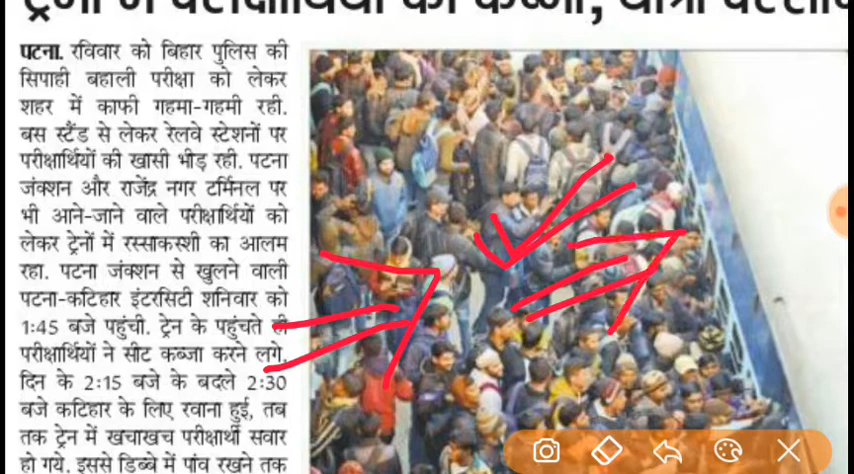 पटना. रविवार को बिहार पुलिस की
सिपाही बहाली परीक्षा को लेकर
शहर में काफी गहमा-गहमी रही.
बस स्टैंड से लेकर रेलवे स्टेशनों पर
परीक्षार्थियों की खासी भीड़ रही. पटना
जंक्शन और राजेंद्र नगर टर्मिनल पर
भी आने-जाने वाले परीक्षार्थियों को
लेकर ट्रेनों में रस्साकस्शी का आलम
रहा. पटना जंक्शन से खुलने वाली
पटना-कटिहार इंटरसिटी शनिवार को
1:45 बजे पहुंची. ट्रेन के पहुंचते ही
परीक्षार्थियों ने सीट कब्जा करने लगे.
दिन के 2:15 बजे के बदले 2:30
बजे कटिहार के लिए रवाना हुई, तब
तक ट्रेन में खचाखच परीक्षार्थी सवार
हो गये. इससे डिब्बे में पांव रखने तक